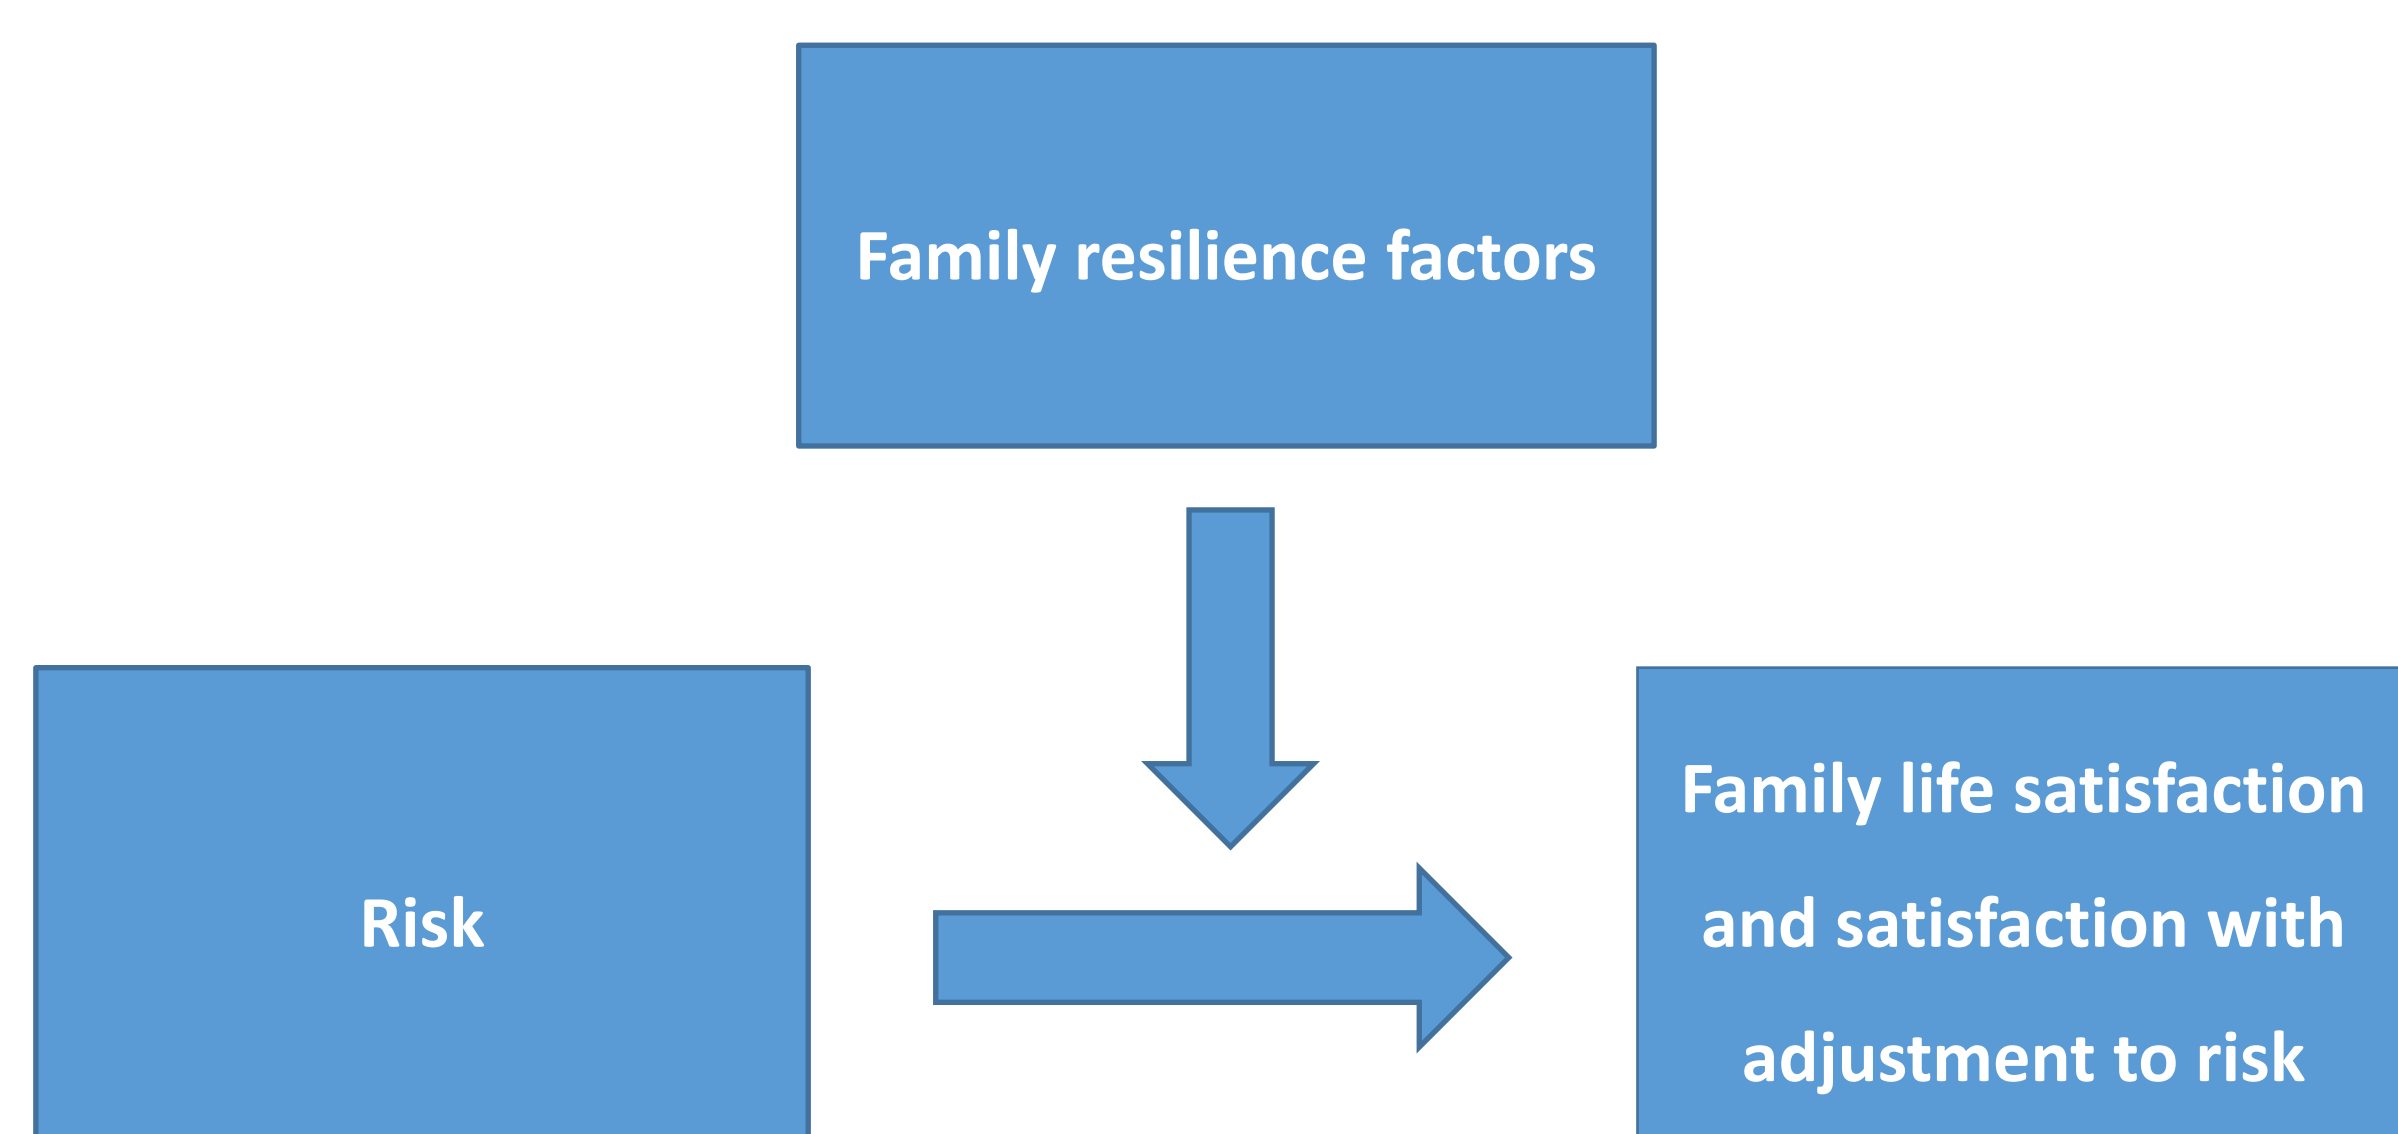 Family resilience factors
Risk
Family life satisfaction
and satisfaction with
adjustment to risk